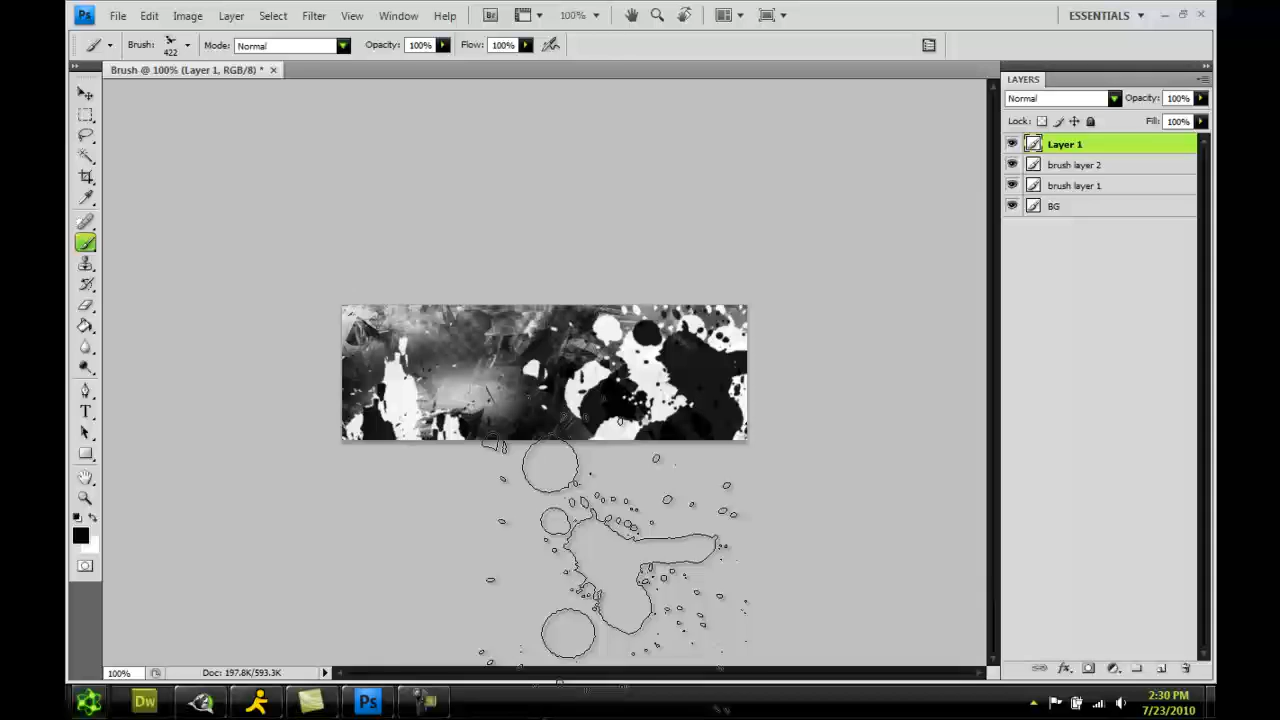 Ps File Edit Image Layer Select Filter View Window Help Br 100% ESSENTIALS
Brush: 422 Mode: Normal Opacity: 100% Flow: 100%
Brush @ 100% (Layer 1, RGB/8) *
LAYERS
Normal Opacity: 100%
Lock: Fill: 100%
Layer 1
brush layer 2
brush layer 1
BG
T
100% Doc: 197.8K/593.3K
Dw Ps
2:30 PM
7/23/2010